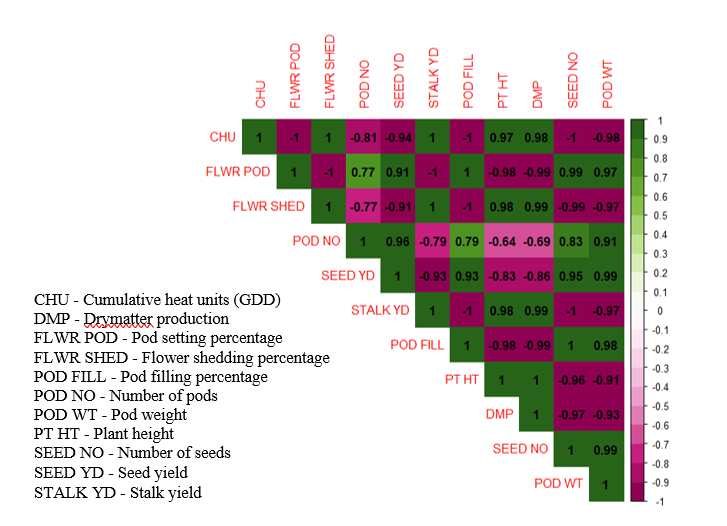 CHU FLWR POD FLWR SHED POD NO SEED YD STALK YD POD FILL PT HT DMP SEED NO POD WT
CHU 1 -1 1 -0.81 -0.94 1 -1 0.97 0.98 -1 -0.98
FLWR POD 1 -1 0.77 0.91 -1 1 -0.98 -0.99 0.99 0.97
FLWR SHED 1 -0.77 -0.91 1 -1 0.98 0.99 -0.99 -0.97
POD NO 1 0.96 -0.79 0.79 -0.64 -0.69 0.83 0.91
SEED YD 1 -0.93 0.93 -0.83 -0.86 0.95 0.99
STALK YD 1 -1 0.98 0.99 -1 -0.97
POD FILL 1 -0.98 -0.99 1 0.98
PT HT 1 1 -0.96 -0.91
DMP 1 -0.97 -0.93
SEED NO 1 0.99
POD WT 1
1
0.9
0.8
0.7
0.6
0.5
0.4
0.3
0.2
0.1
0
-0.1
-0.2
-0.3
-0.4
-0.5
-0.6
-0.7
-0.8
-0.9
-1
CHU - Cumulative heat units (GDD)
DMP - Drymatter production
FLWR POD - Pod setting percentage
FLWR SHED - Flower shedding percentage
POD FILL - Pod filling percentage
POD NO - Number of pods
POD WT - Pod weight
PT HT - Plant height
SEED NO - Number of seeds
SEED YD - Seed yield
STALK YD - Stalk yield